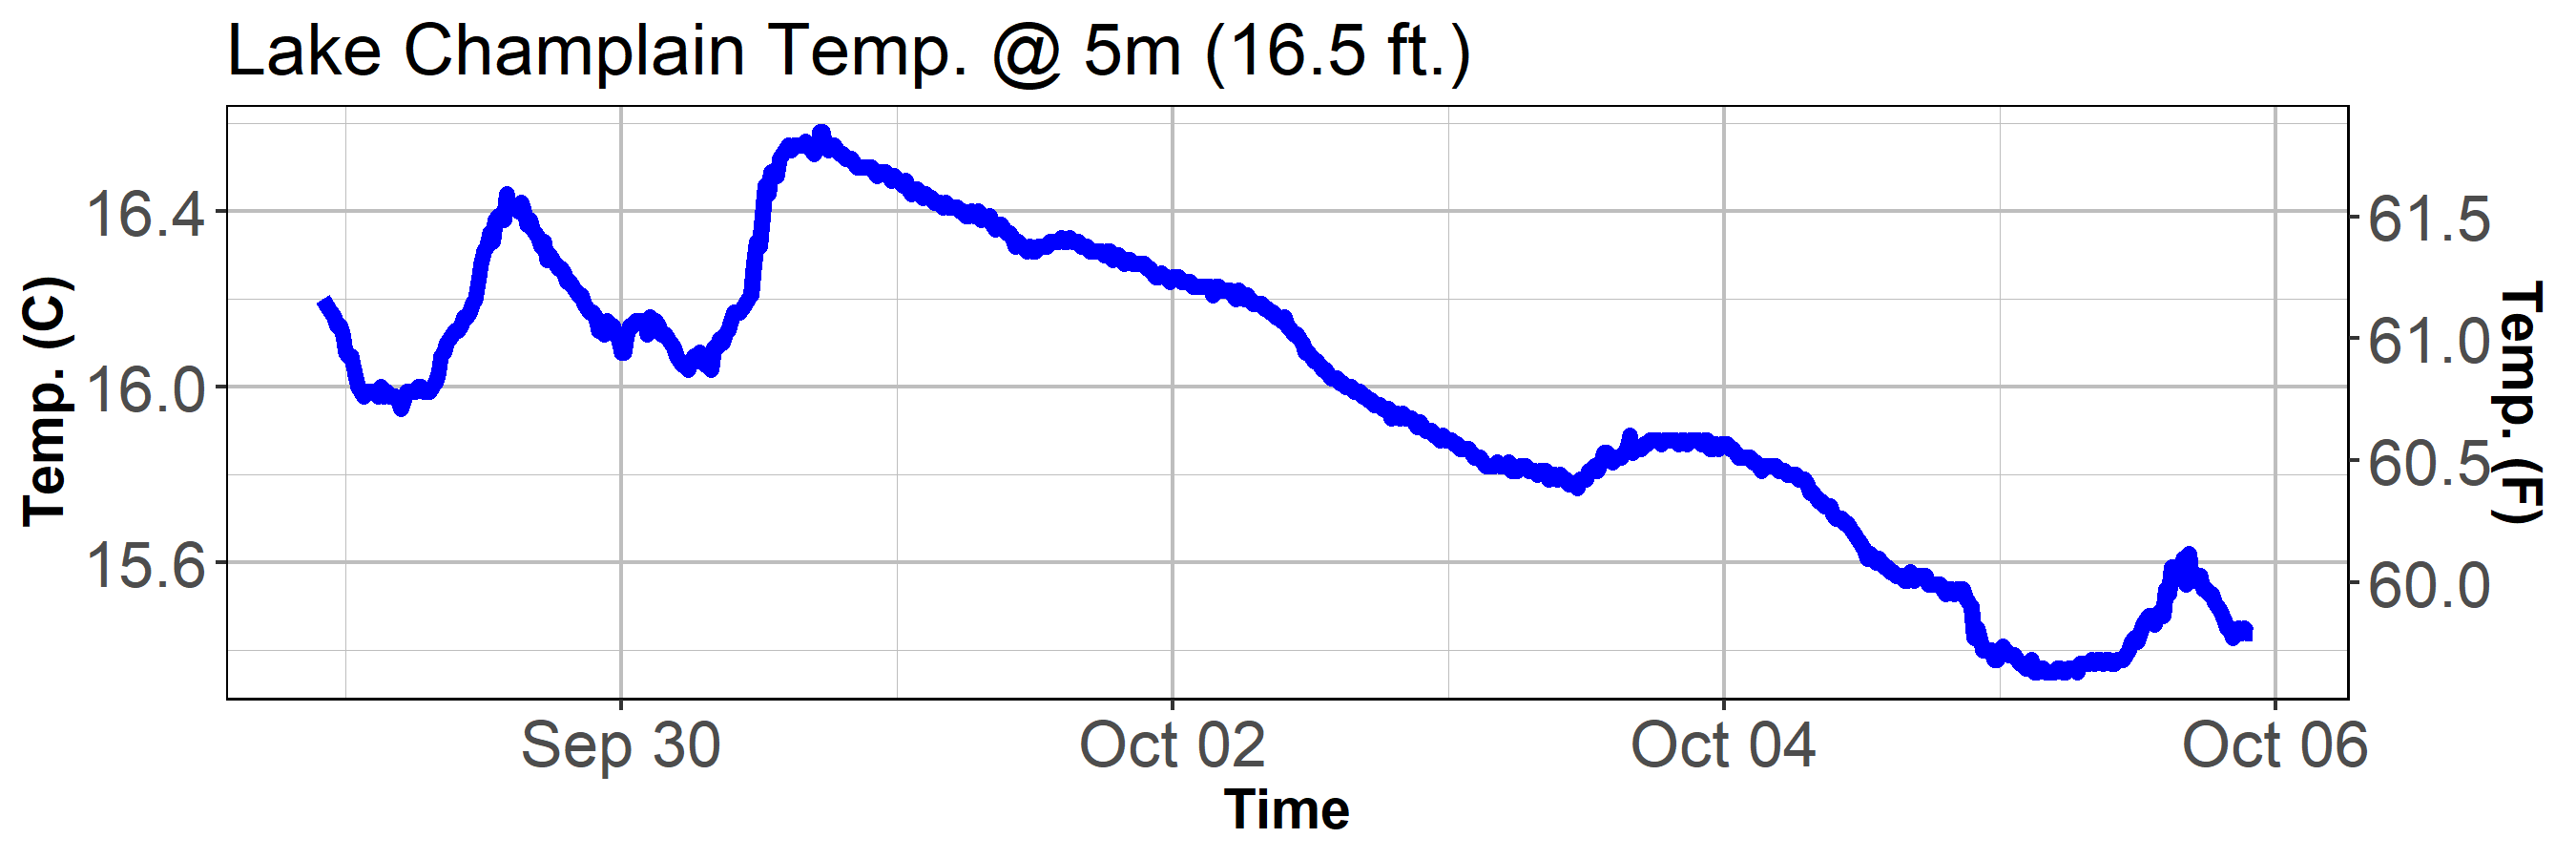 Lake Champlain Temp. @ 5m (16.5 ft.)
Temp. (C)
16.4
16.0
15.6
61.5
61.0
60.5
60.0
Temp. (F)
Sep 30
Oct 02
Oct 04
Oct 06
Time